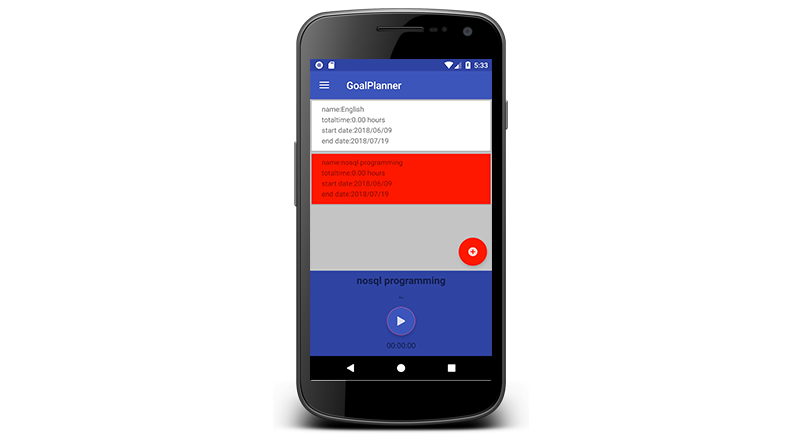 5:33
GoalPlanner
name:English
totaltime:0.00 hours
start date:2018/06/09
end date:2018/07/19
name:nosql programming
totaltime:0.00 hours
start date:2018/06/09
end date:2018/07/19
nosql programming
00:00:00